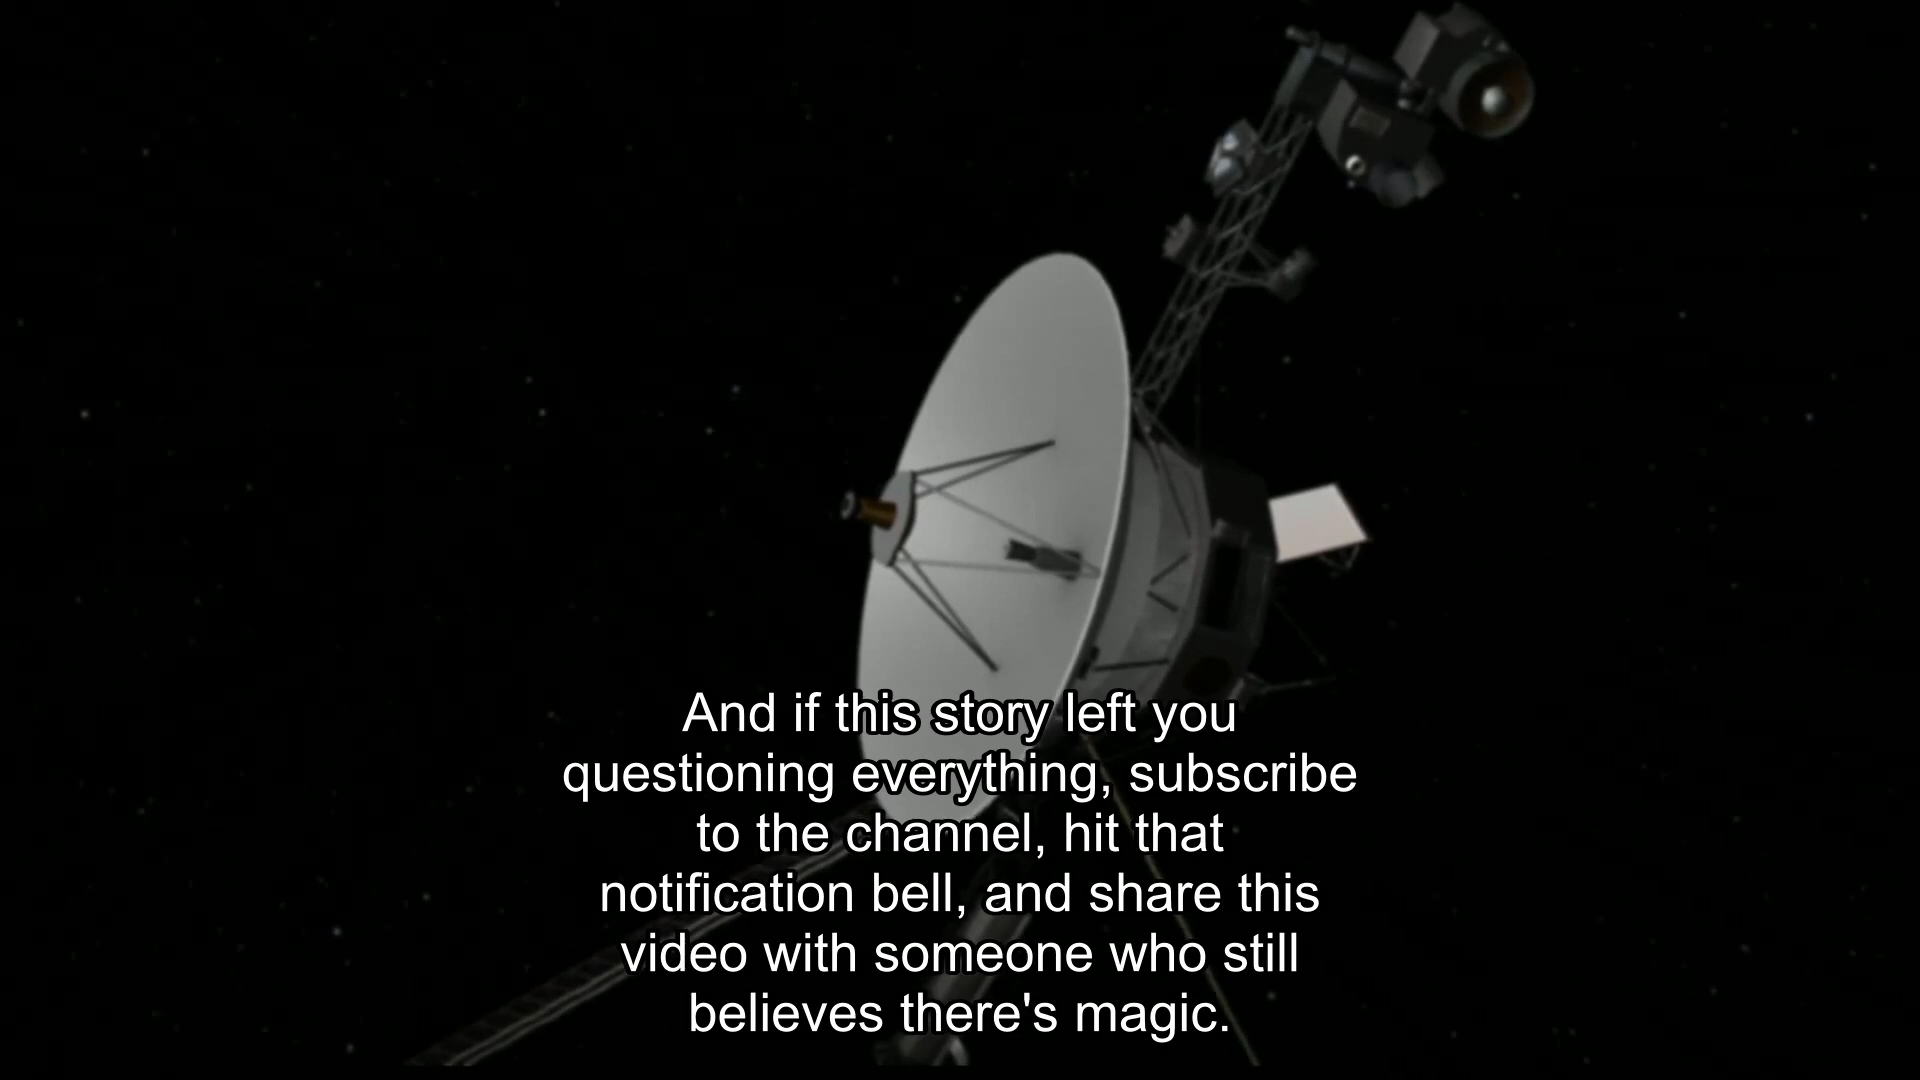 And if this story left you
questioning everything, subscribe
to the channel, hit that
notification bell, and share this
video with someone who still
believes there's magic.